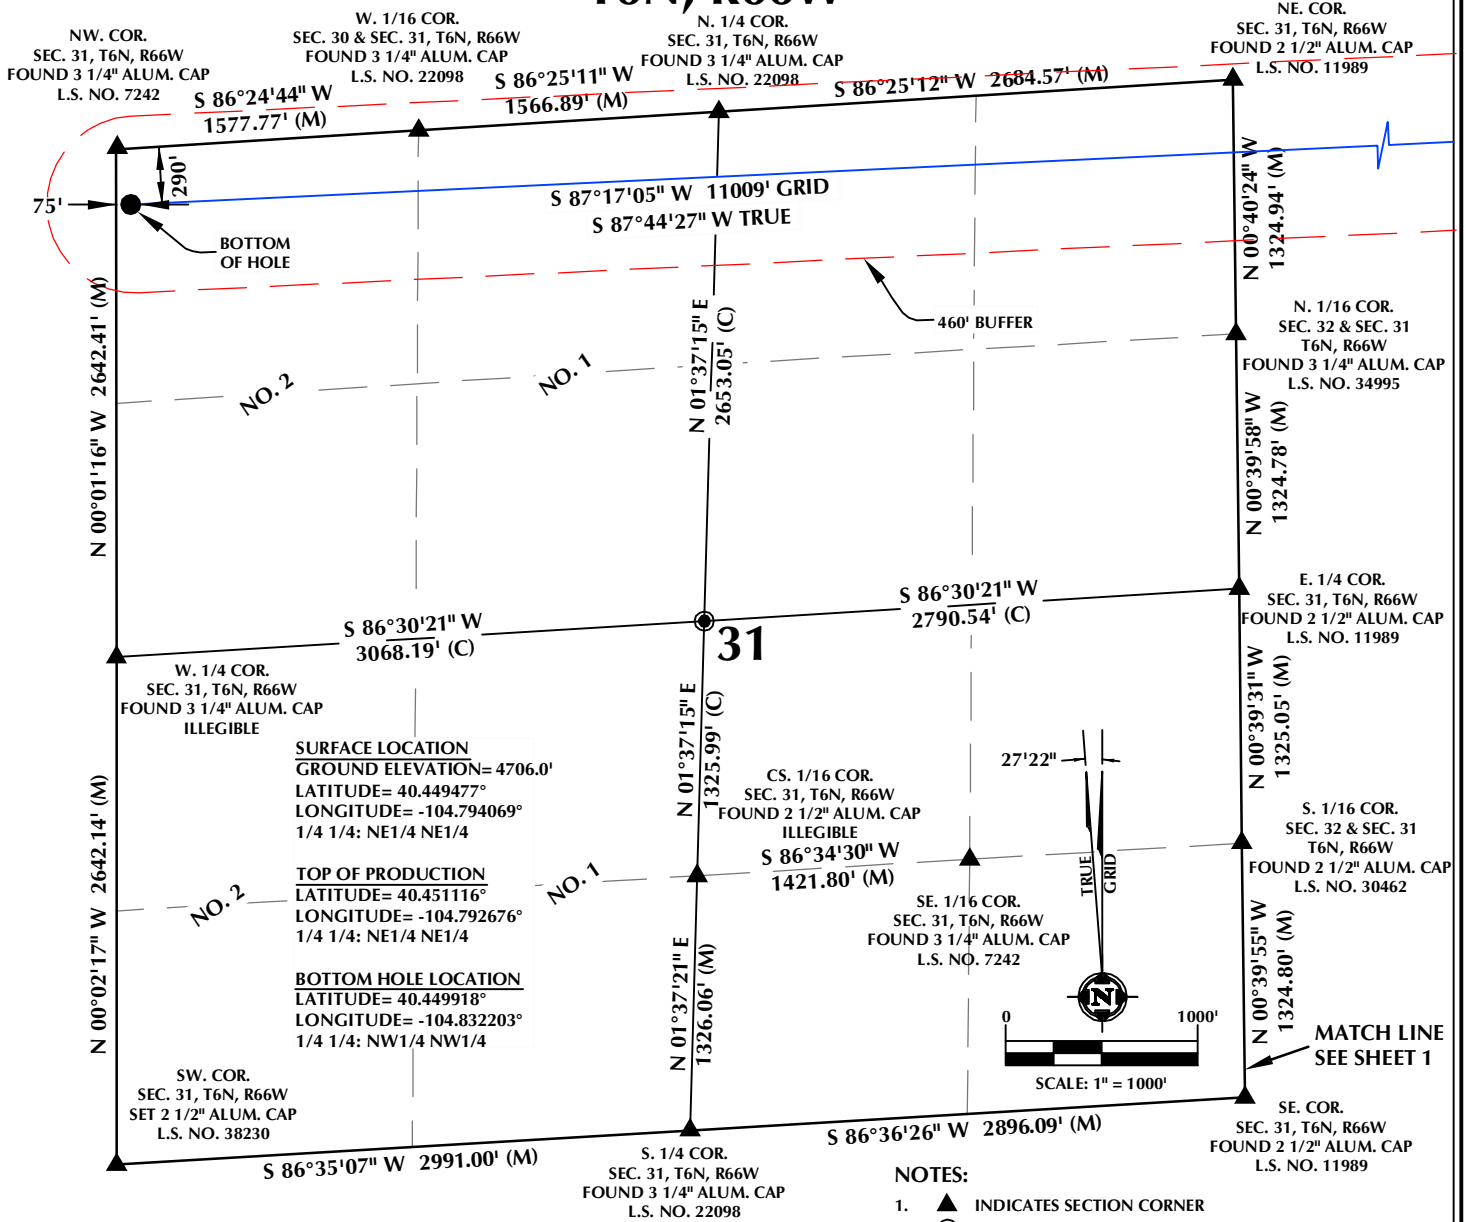 T6N, R66W
NW. COR.
SEC. 31, T6N, R66W
FOUND 3 1/4" ALUM. CAP
L.S. NO. 7242
W. 1/16 COR.
SEC. 30 & SEC. 31, T6N, R66W
FOUND 3 1/4" ALUM. CAP
L.S. NO. 22098
N. 1/4 COR.
SEC. 31, T6N, R66W
FOUND 3 1/4" ALUM. CAP
L.S. NO. 22098
NE. COR.
SEC. 31, T6N, R66W
FOUND 2 1/2" ALUM. CAP
L.S. NO. 11989
S 86°24'44" W
1577.77' (M)
S 86°25'11" W
1566.89' (M)
S 86°25'12" W 2684.57' (M)
290'
75'
BOTTOM
OF HOLE
S 87°17'05" W 11009' GRID
S 87°44'27" W TRUE
N 00°40'24" W
1324.94' (M)
460' BUFFER
N. 1/16 COR.
SEC. 32 & SEC. 31
T6N, R66W
FOUND 3 1/4" ALUM. CAP
L.S. NO. 34995
N 00°01'16" W 2642.41' (M)
NO. 2
NO. 1
N 01°37'15" E
2653.05' (C)
N 00°39'58" W
1324.78' (M)
S 86°30'21" W
3068.19' (C)
S 86°30'21" W
2790.54' (C)
31
E. 1/4 COR.
SEC. 31, T6N, R66W
FOUND 2 1/2" ALUM. CAP
L.S. NO. 11989
W. 1/4 COR.
SEC. 31, T6N, R66W
FOUND 3 1/4" ALUM. CAP
ILLEGIBLE
SURFACE LOCATION
GROUND ELEVATION= 4706.0'
LATITUDE= 40.449477°
LONGITUDE= -104.794069°
1/4 1/4: NE1/4 NE1/4
TOP OF PRODUCTION
LATITUDE= 40.451116°
LONGITUDE= -104.792676°
1/4 1/4: NE1/4 NE1/4
BOTTOM HOLE LOCATION
LATITUDE= 40.449918°
LONGITUDE= -104.832203°
1/4 1/4: NW1/4 NW1/4
N 01°37'15" E
1325.99' (C)
CS. 1/16 COR.
SEC. 31, T6N, R66W
FOUND 2 1/2" ALUM. CAP
ILLEGIBLE
S 86°34'30" W
1421.80' (M)
27'22"
TRUE
GRID
N 00°39'31" W
1325.05' (M)
S. 1/16 COR.
SEC. 32 & SEC. 31
T6N, R66W
FOUND 2 1/2" ALUM. CAP
L.S. NO. 30462
N 00°02'17" W 2642.14' (M)
NO. 2
NO. 1
SE. 1/16 COR.
SEC. 31, T6N, R66W
FOUND 3 1/4" ALUM. CAP
L.S. NO. 7242
N 01°37'21" E
1326.06' (M)
N
0 1000'
SCALE: 1" = 1000'
N 00°39'55" W
1324.80' (M)
MATCH LINE
SEE SHEET 1
SW. COR.
SEC. 31, T6N, R66W
SET 2 1/2" ALUM. CAP
L.S. NO. 38230
S 86°35'07" W 2991.00' (M)
S. 1/4 COR.
SEC. 31, T6N, R66W
FOUND 3 1/4" ALUM. CAP
L.S. NO. 22098
S 86°36'26" W 2896.09' (M)
SE. COR.
SEC. 31, T6N, R66W
FOUND 2 1/2" ALUM. CAP
L.S. NO. 11989
NOTES:
1. ▲ INDICATES SECTION CORNER